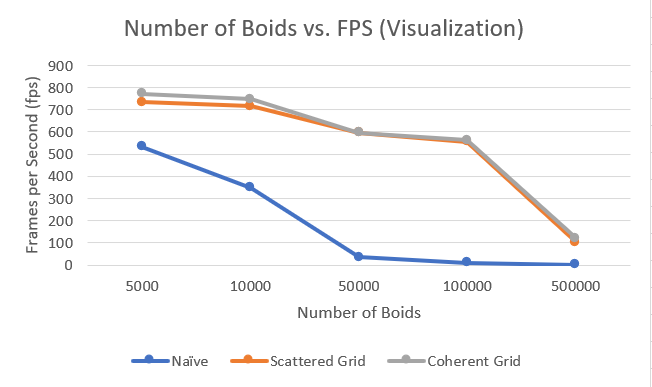 Number of Boids vs. FPS (Visualization)
Frames per Second (fps)
900
800
700
600
500
400
300
200
100
0
5000 10000 50000 100000 500000
Number of Boids
Naïve Scattered Grid Coherent Grid